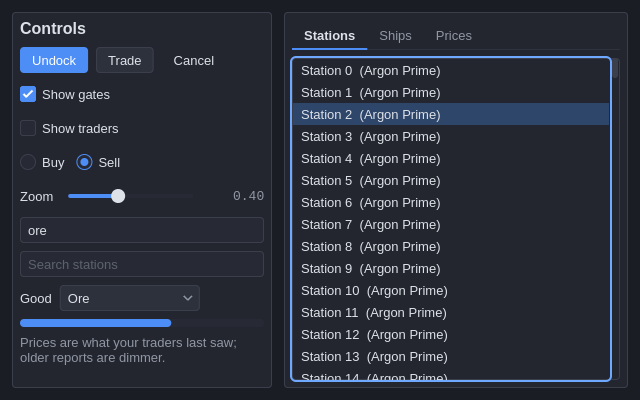 Controls
Undock Trade Cancel
Show gates
Show traders
Buy Sell
Zoom 0.40
ore
Search stations
Good Ore
Prices are what your traders last saw;
older reports are dimmer.
Stations Ships Prices
Station 0 (Argon Prime)
Station 1 (Argon Prime)
Station 2 (Argon Prime)
Station 3 (Argon Prime)
Station 4 (Argon Prime)
Station 5 (Argon Prime)
Station 6 (Argon Prime)
Station 7 (Argon Prime)
Station 8 (Argon Prime)
Station 9 (Argon Prime)
Station 10 (Argon Prime)
Station 11 (Argon Prime)
Station 12 (Argon Prime)
Station 13 (Argon Prime)
Station 14 (Argon Prime)